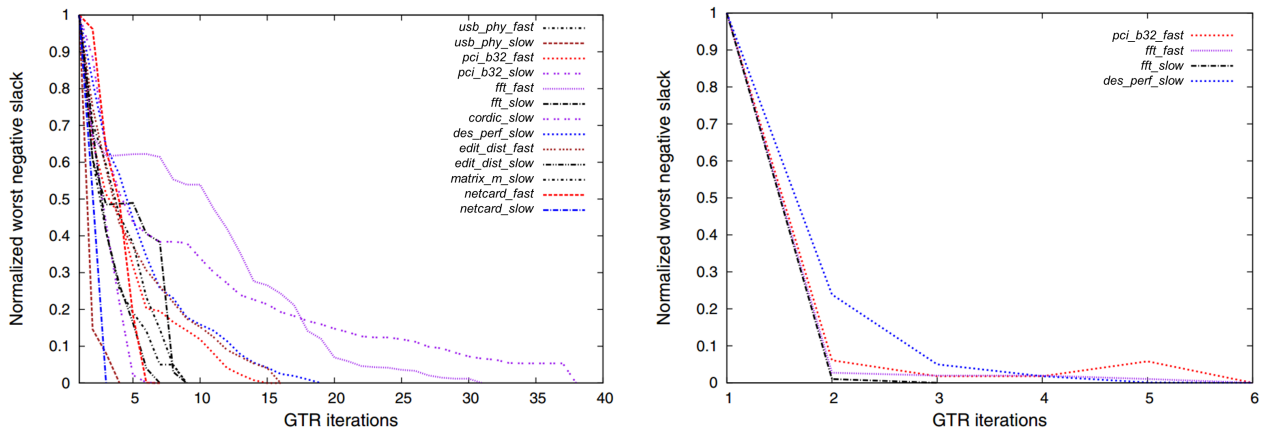 Normalized worst negative slack
1
0.9
0.8
0.7
0.6
0.5
0.4
0.3
0.2
0.1
0
usb_phy_fast
usb_phy_slow
pci_b32_fast
pci_b32_slow
fft_fast
fft_slow
cordic_slow
des_perf_slow
edit_dist_fast
edit_dist_slow
matrix_m_slow
netcard_fast
netcard_slow
5 10 15 20 25 30 35 40
GTR iterations
Normalized worst negative slack
1
0.9
0.8
0.7
0.6
0.5
0.4
0.3
0.2
0.1
0
pci_b32_fast
fft_fast
fft_slow
des_perf_slow
1 2 3 4 5 6
GTR iterations